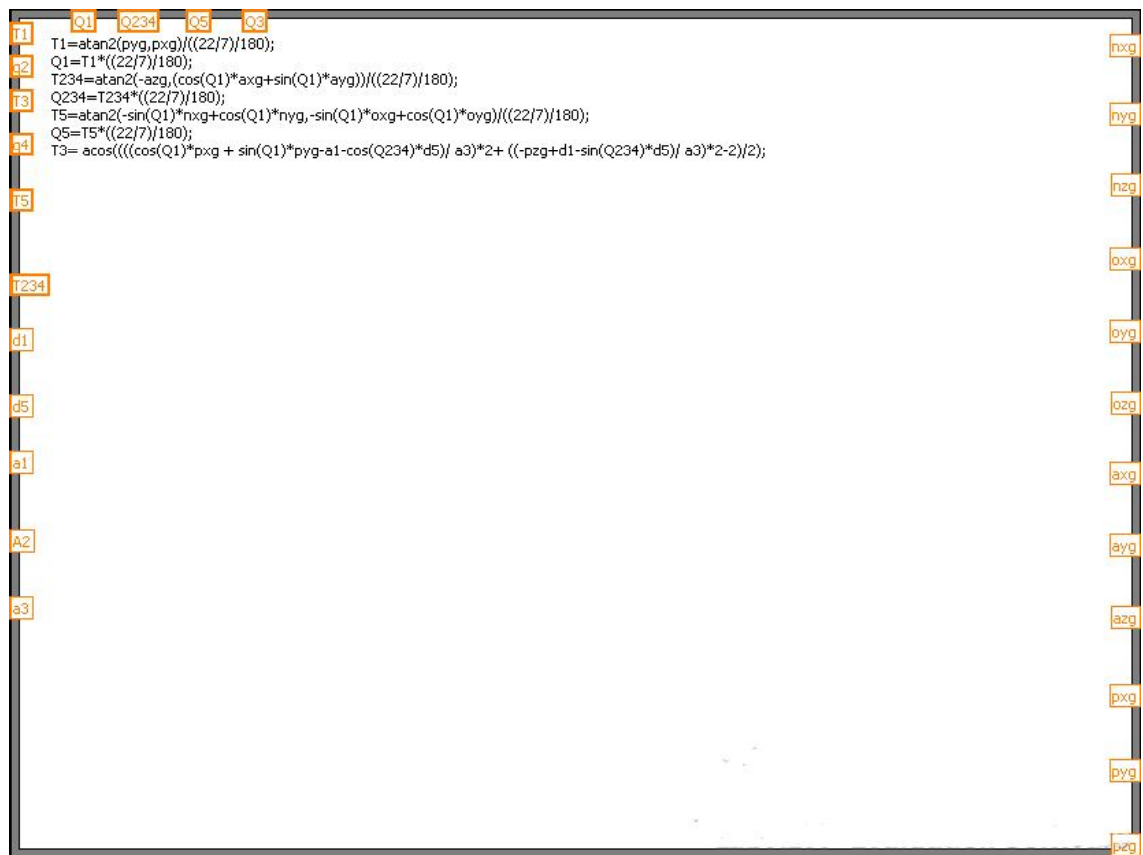 Q1 Q234 Q5 Q3
T1
T1=atan2(pyg,pxg)/((22/7)/180);
nxg
Q1=T1*((22/7)/180);
q2
T234=atan2(-azg,(cos(Q1)*axg+sin(Q1)*ayg))/((22/7)/180);
T3
Q234=T234*((22/7)/180);
T5=atan2(-sin(Q1)*nxg+cos(Q1)*nyg,-sin(Q1)*oxg+cos(Q1)*oyg)/((22/7)/180);
nyg
Q5=T5*((22/7)/180);
q4
T3= acos((((cos(Q1)*pxg + sin(Q1)*pyg-a1-cos(Q234)*d5)/ a3)*2+ ((-pzg+d1-sin(Q234)*d5)/ a3)*2-2)/2);
nzg
T5
oxg
T234
oyg
d1
ozg
d5
a1
axg
A2
ayg
a3
azg
pxg
pyg
pzg